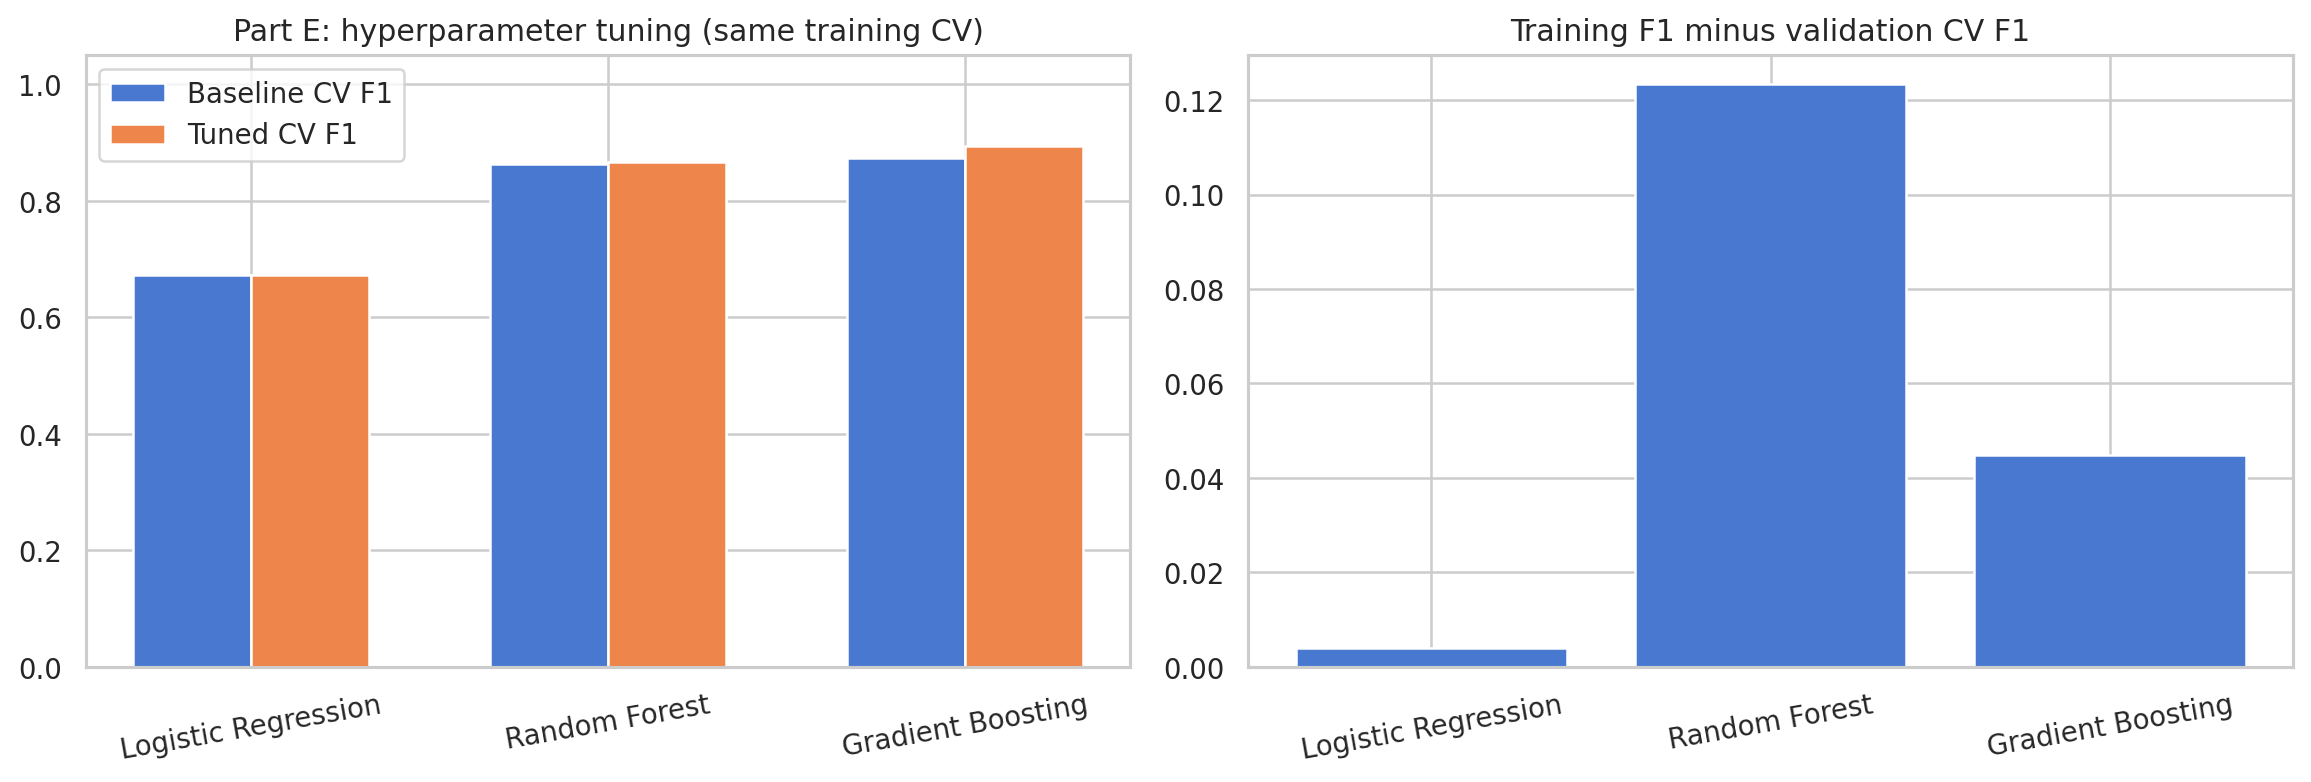 Part E: hyperparameter tuning (same training CV)
1.0
0.8
0.6
0.4
0.2
0.0
Baseline CV F1
Tuned CV F1
Logistic Regression
Random Forest
Gradient Boosting
Training F1 minus validation CV F1
0.12
0.10
0.08
0.06
0.04
0.02
0.00
Logistic Regression
Random Forest
Gradient Boosting